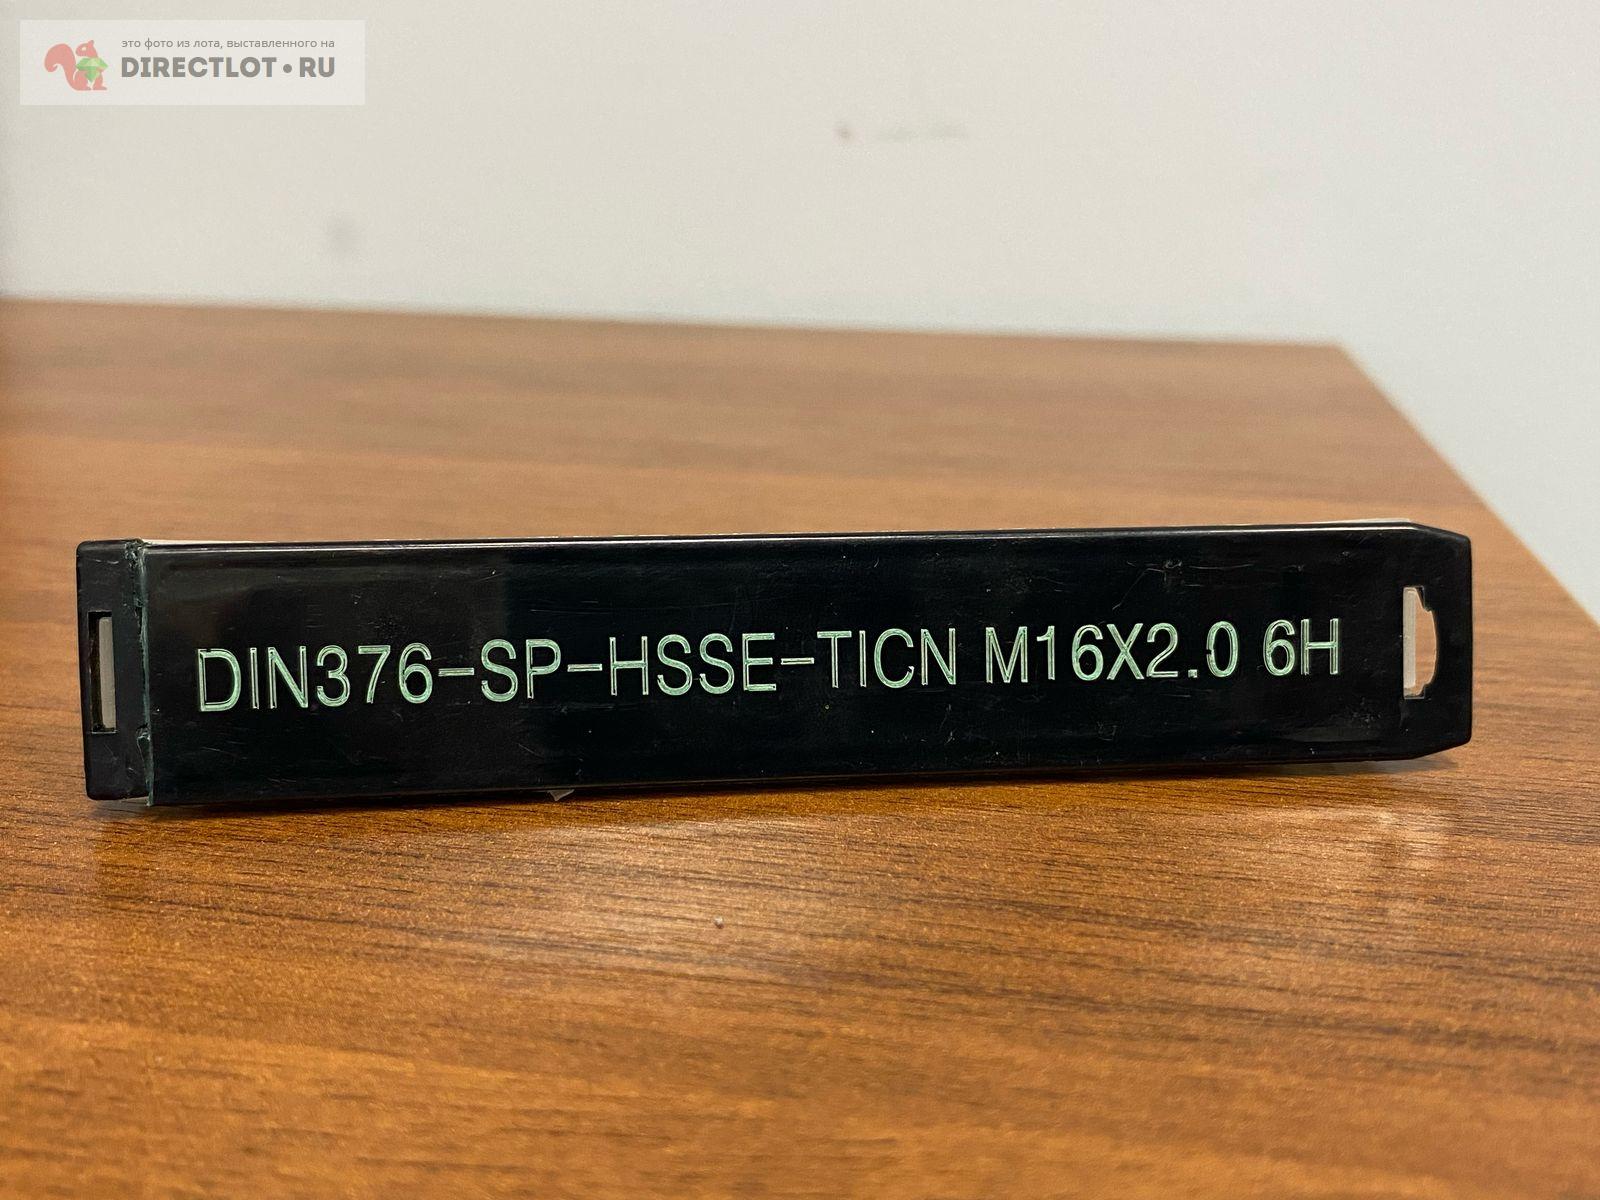 это фото из лота, выставленного на
DIRECTLOT•RU
DIN376-SP-HSSE-TICN M16X2.0 6H